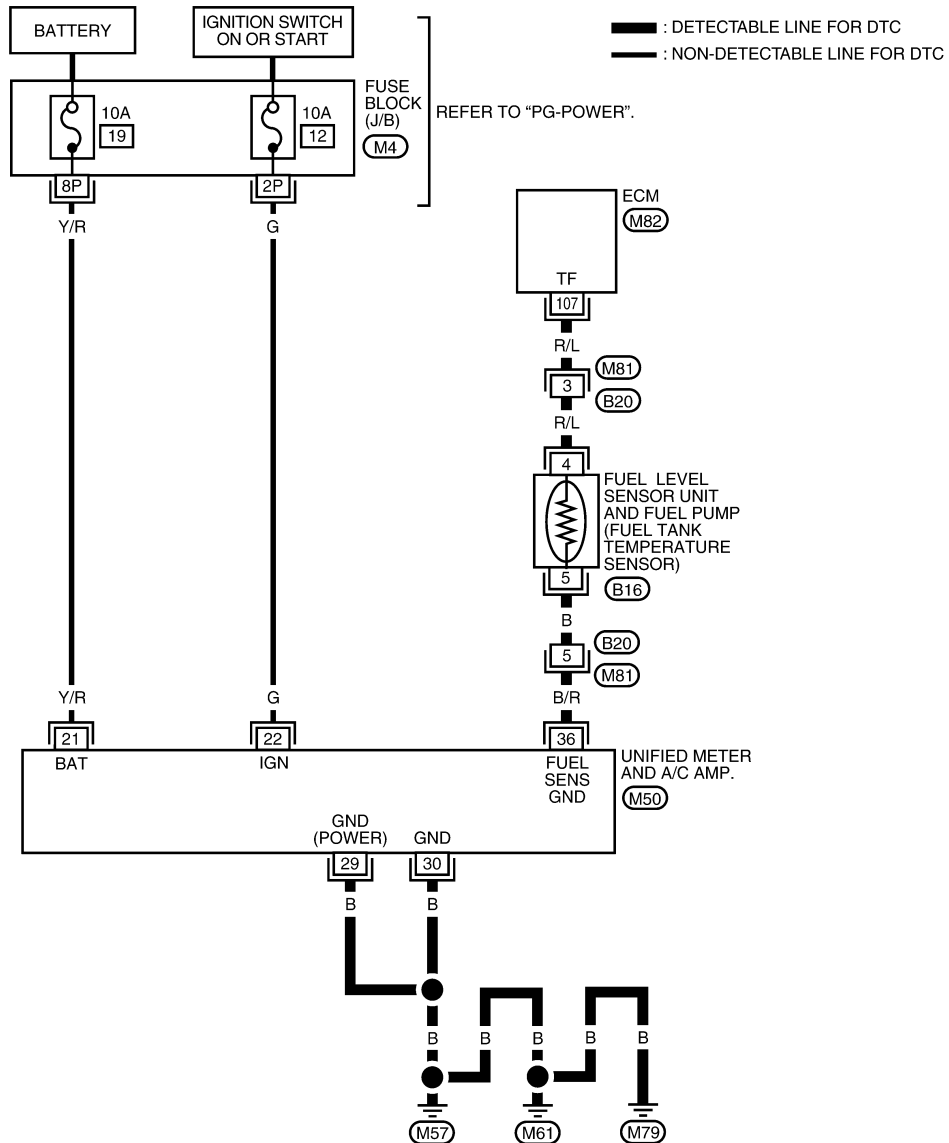 BATTERY
IGNITION SWITCH
ON OR START
: DETECTABLE LINE FOR DTC
: NON-DETECTABLE LINE FOR DTC
10A
19
10A
12
FUSE
BLOCK
(J/B)
M4
REFER TO “PG-POWER”.
8P
2P
Y/R
G
ECM
M82
TF
107
R/L
M81
3
B20
R/L
4
FUEL LEVEL
SENSOR UNIT
AND FUEL PUMP
(FUEL TANK
TEMPERATURE
SENSOR)
5
B16
B
B20
5
M81
Y/R
G
B/R
21
22
36
BAT
IGN
FUEL
SENS
GND
UNIFIED METER
AND A/C AMP.
M50
GND
(POWER)
GND
29
30
B
B
B
B
B
B
B
M57
M61
M79